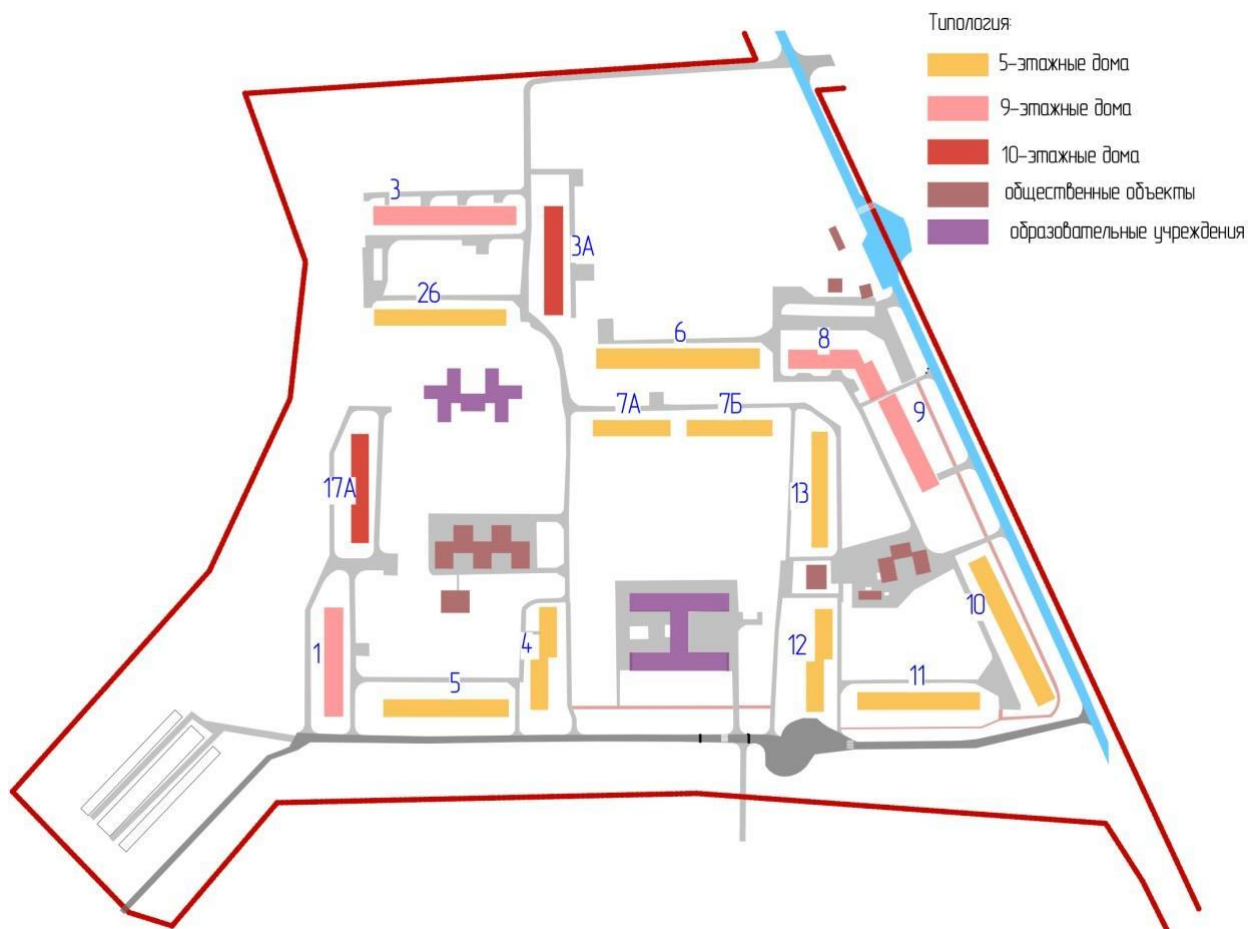 Типология:
5-этажные дома
9-этажные дома
10-этажные дома
общественные объекты
образовательные учреждения
3
3А
26
6
8
7А
7Б
9
17А
13
10
1
4
12
5
11